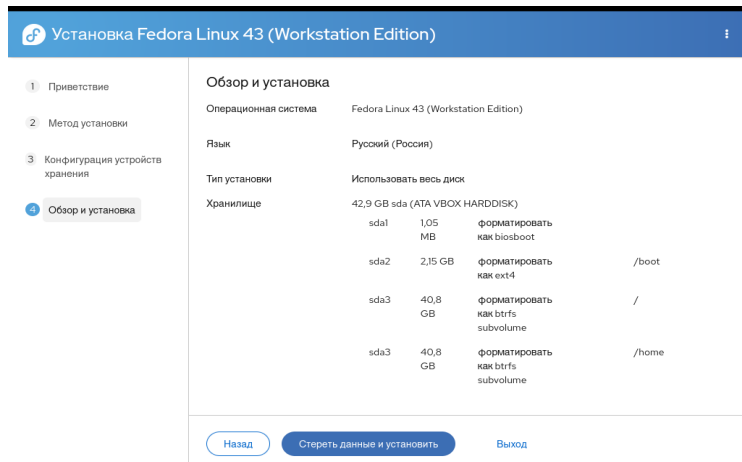 Установка Fedora Linux 43 (Workstation Edition)
1 Приветствие
2 Метод установки
3 Конфигурация устройств
хранения
4 Обзор и установка
Обзор и установка
Операционная система Fedora Linux 43 (Workstation Edition)
Язык Русский (Россия)
Тип установки Использовать весь диск
Хранилище 42,9 GB sda (ATA VBOX HARDDISK)
sda1 1,05 форматировать
MB как biosboot
sda2 2,15 GB форматировать /boot
как ext4
sda3 40,8 форматировать /
GB как btrfs
subvolume
sda3 40,8 форматировать /home
GB как btrfs
subvolume
Назад Стереть данные и установить Выход